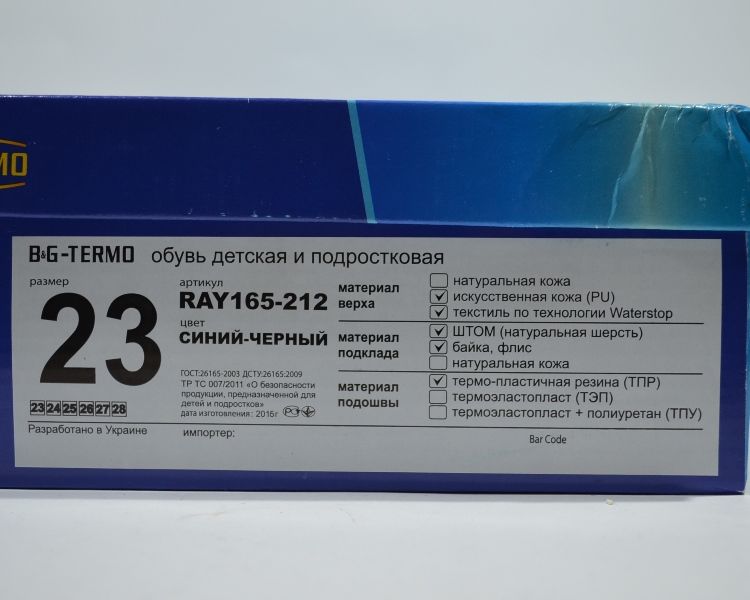 МО
B&G-TERMO обувь детская и подростковая
размер
23
23 24 25 26 27 28
Разработано в Украине
артикул
RAY165-212
цвет
СИНИЙ-ЧЕРНЫЙ
ГОСТ:26165-2003 ДСТУ:26165:2009
ТР ТС 007/2011 «О безопасности
продукции, предназначенной для
детей и подростков»
дата изготовления: 2016г
импортер:
материал
верха
натуральная кожа
искусственная кожа (PU)
текстиль по технологии Waterstop
материал
подклада
ШТОМ (натуральная шерсть)
байка, флис
натуральная кожа
материал
подошвы
термо-пластичная резина (ТПР)
термоэластопласт (ТЭП)
термоэластопласт + полиуретан (ТПУ)
Bar Code